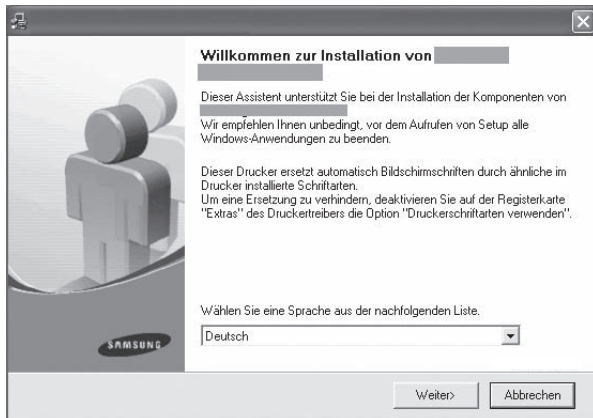 Willkommen zur Installation von
Dieser Assistent unterstützt Sie bei der Installation der Komponenten von
Wir empfehlen Ihnen unbedingt, vor dem Aufrufen von Setup alle
Windows-Anwendungen zu beenden.
Dieser Drucker ersetzt automatisch Bildschirmschriften durch ähnliche im
Drucker installierte Schriftarten.
Um eine Ersetzung zu verhindern, deaktivieren Sie auf der Registerkarte
"Extras" des Druckertreibers die Option "Druckerschriftarten verwenden".
Wählen Sie eine Sprache aus der nachfolgenden Liste.
Deutsch
SAMSUNG
Weiter>
Abbrechen